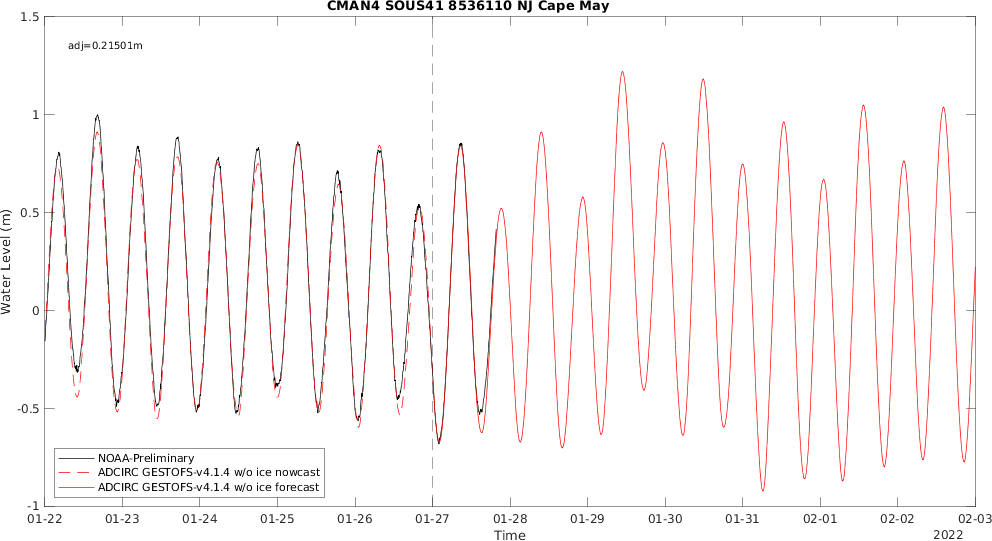 CMAN4 SOUS41 8536110 NJ Cape May
adj=0.21501m
1.5
1
0.5
0
-0.5
-1
Water Level (m)
NOAA-Preliminary
ADCIRC GESTOFS-v4.1.4 w/o ice nowcast
ADCIRC GESTOFS-v4.1.4 w/o ice forecast
01-22 01-23 01-24 01-25 01-26 01-27 01-28 01-29 01-30 01-31 02-01 02-02 02-03
Time
2022